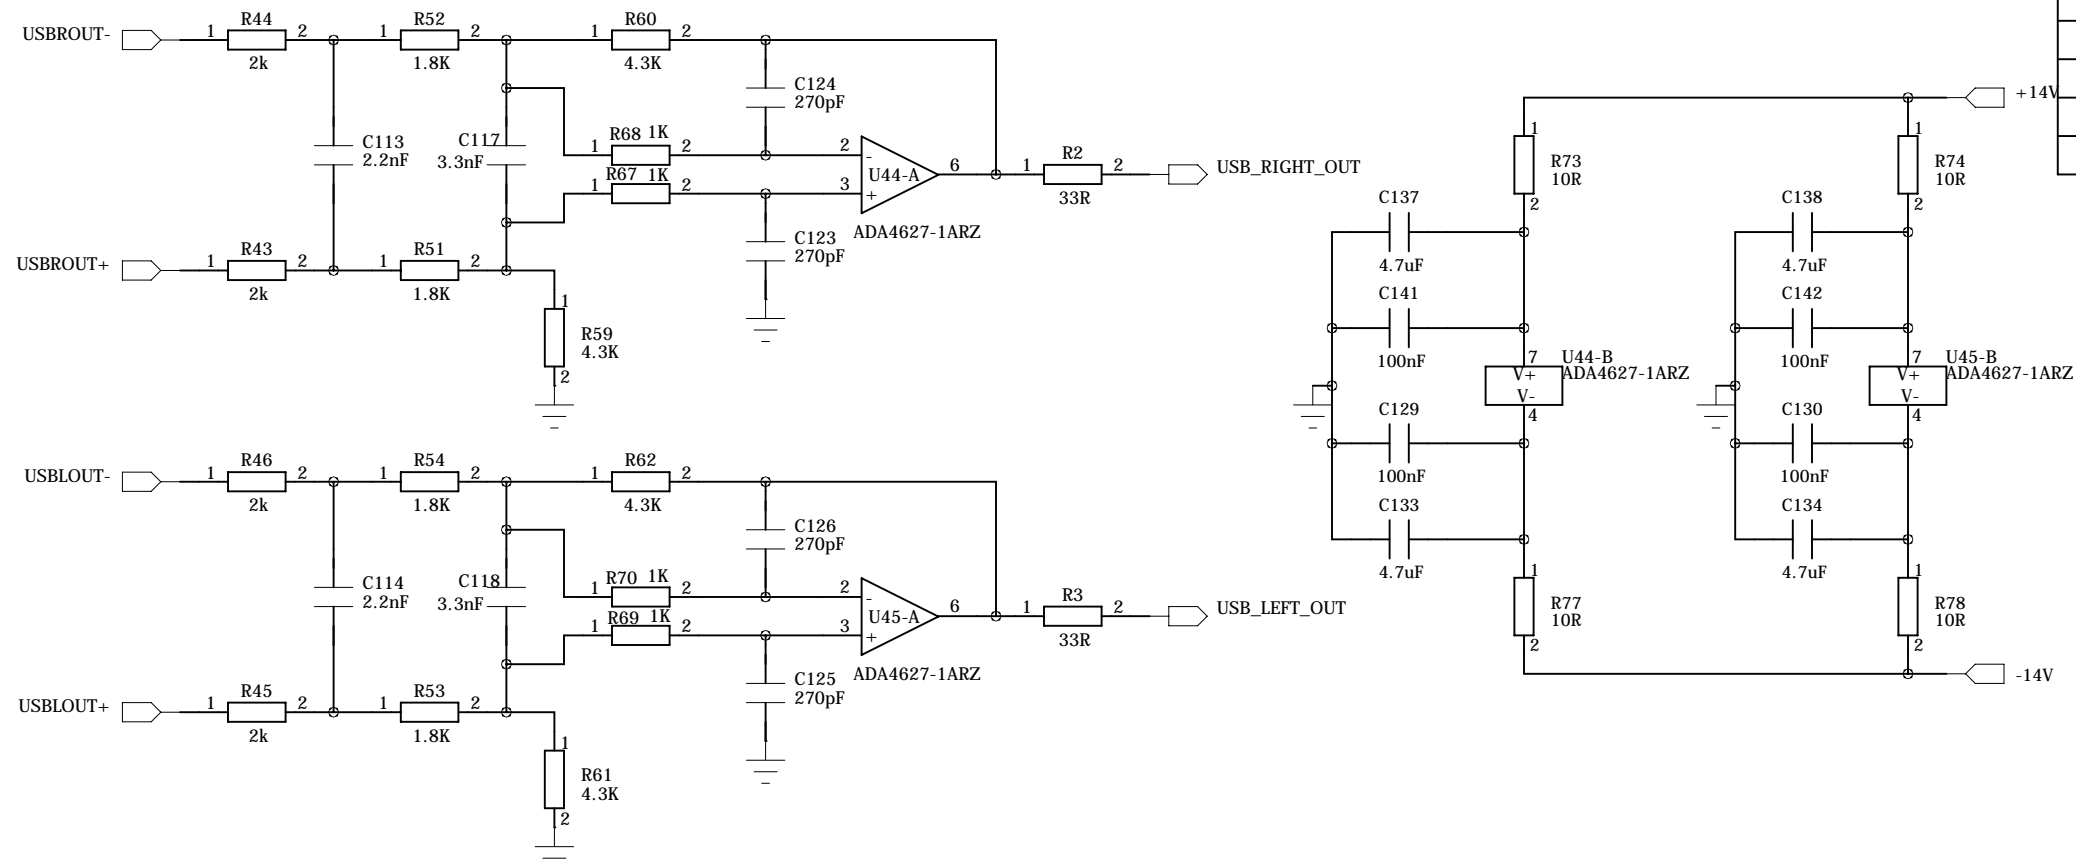 USBROUT-
1
R44
2
2k
1
R52
2
1.8K
1
R60
2
4.3K
C124
270pF
C113
2.2nF
C117
3.3nF
1
R68 1K
2
1
R67 1K
2
2
-
U44-A
3
+
6
ADA4627-1ARZ
1
R2
2
33R
USB_RIGHT_OUT
C123
270pF
USBROUT+
1
R43
2
2k
1
R51
2
1.8K
1
R59
4.3K
2
USBLOUT-
1
R46
2
2k
1
R54
2
1.8K
1
R62
2
4.3K
C126
270pF
C114
2.2nF
C118
3.3nF
1
R70 1K
2
1
R69 1K
2
2
-
U45-A
3
+
6
ADA4627-1ARZ
1
R3
2
33R
USB_LEFT_OUT
C125
270pF
USBLOUT+
1
R45
2
2k
1
R53
2
1.8K
1
R61
4.3K
2
+14V
1
R73
10R
2
1
R74
10R
2
C137
4.7uF
C138
4.7uF
C141
100nF
C142
100nF
7
U44-B
ADA4627-1ARZ
V+
V-
4
7
U45-B
ADA4627-1ARZ
V+
V-
4
C129
100nF
C130
100nF
C133
4.7uF
C134
4.7uF
1
R77
10R
2
1
R78
10R
2
-14V